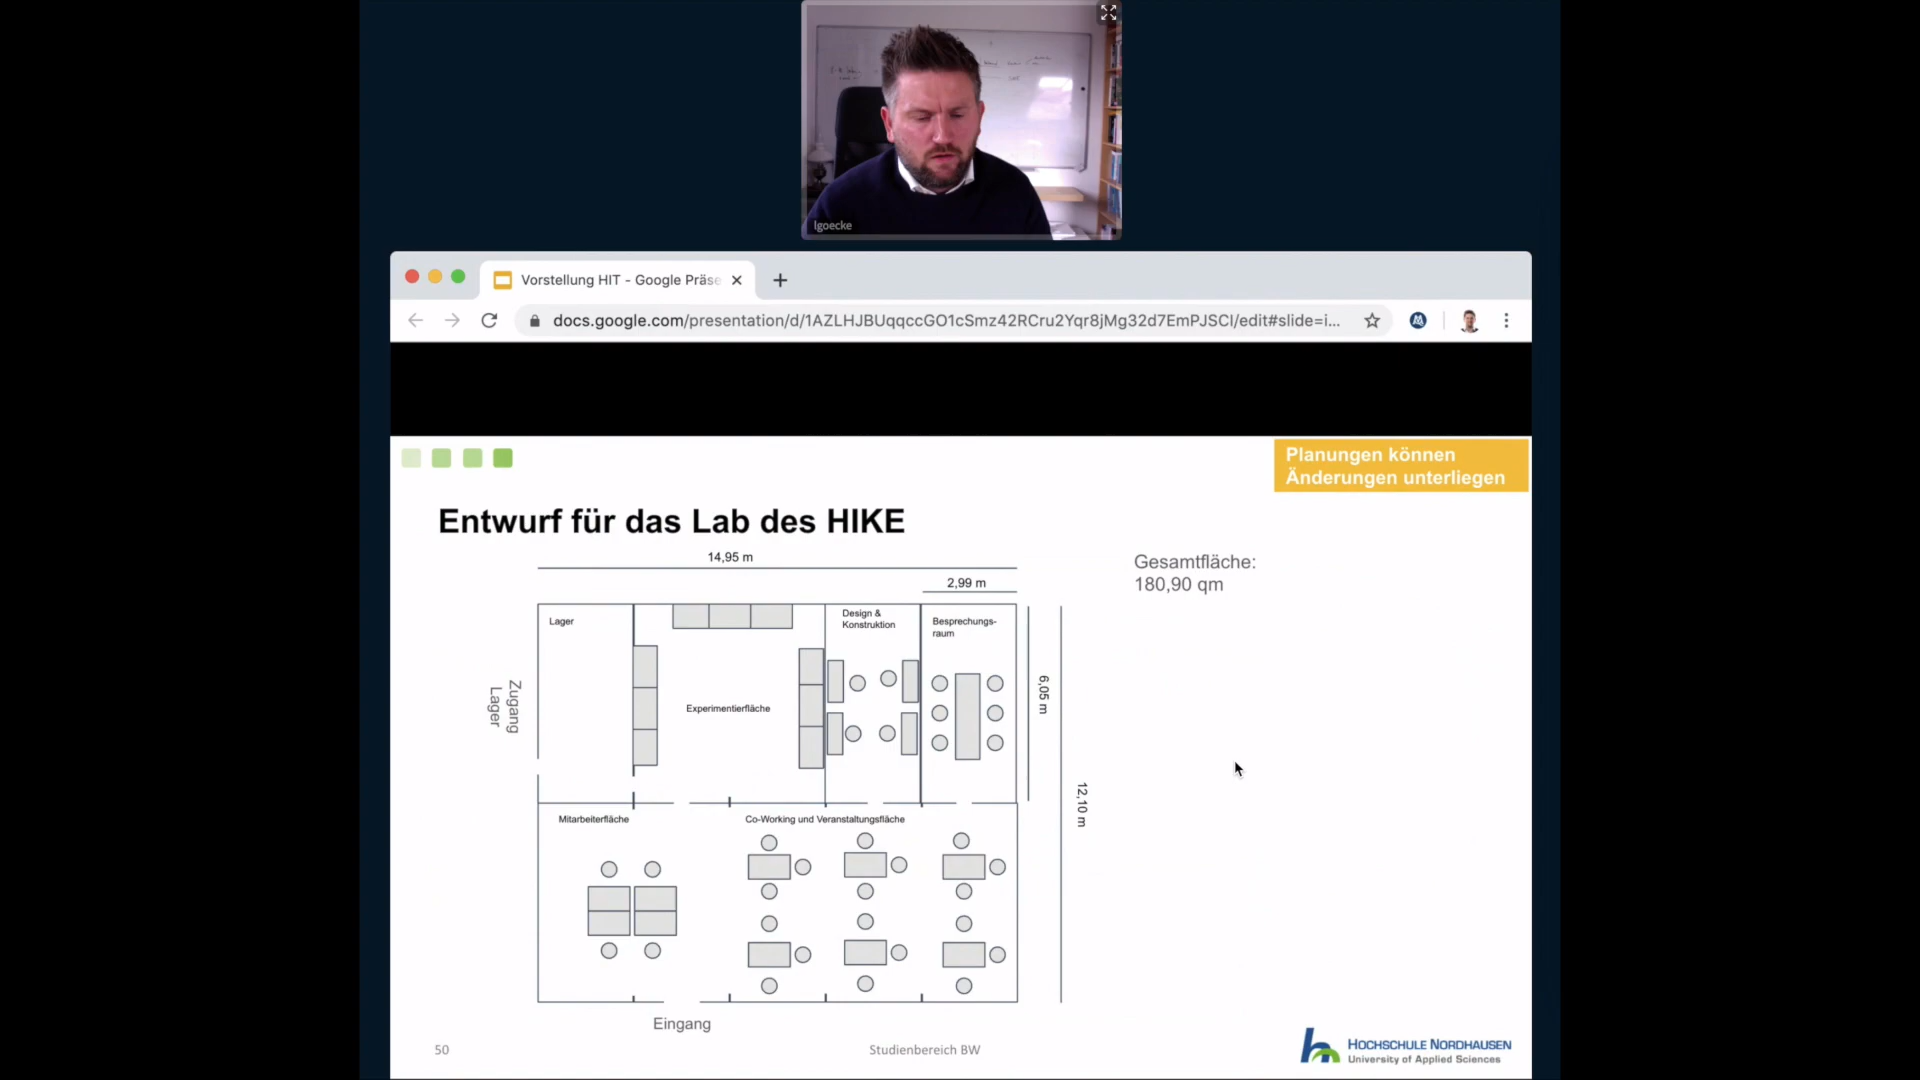 lgoecke
Vorstellung HIT - Google Präse
docs.google.com/presentation/d/1AZLHJBUqqccGO1cSmz42RCru2Yqr8jMg32d7EmPJSCI/edit#slide=i...
Planungen können
Änderungen unterliegen
Entwurf für das Lab des HIKE
14,95 m
Gesamtfläche:
180,90 qm
2,99 m
Lager
Design &
Konstruktion
Besprechungs-
raum
Zugang
Lager
Experimentierfläche
6,05 m
12,10 m
Mitarbeiterfläche
Co-Working und Veranstaltungsfläche
Eingang
50
Studienbereich BW
HOCHSCHULE NORDHAUSEN
University of Applied Sciences